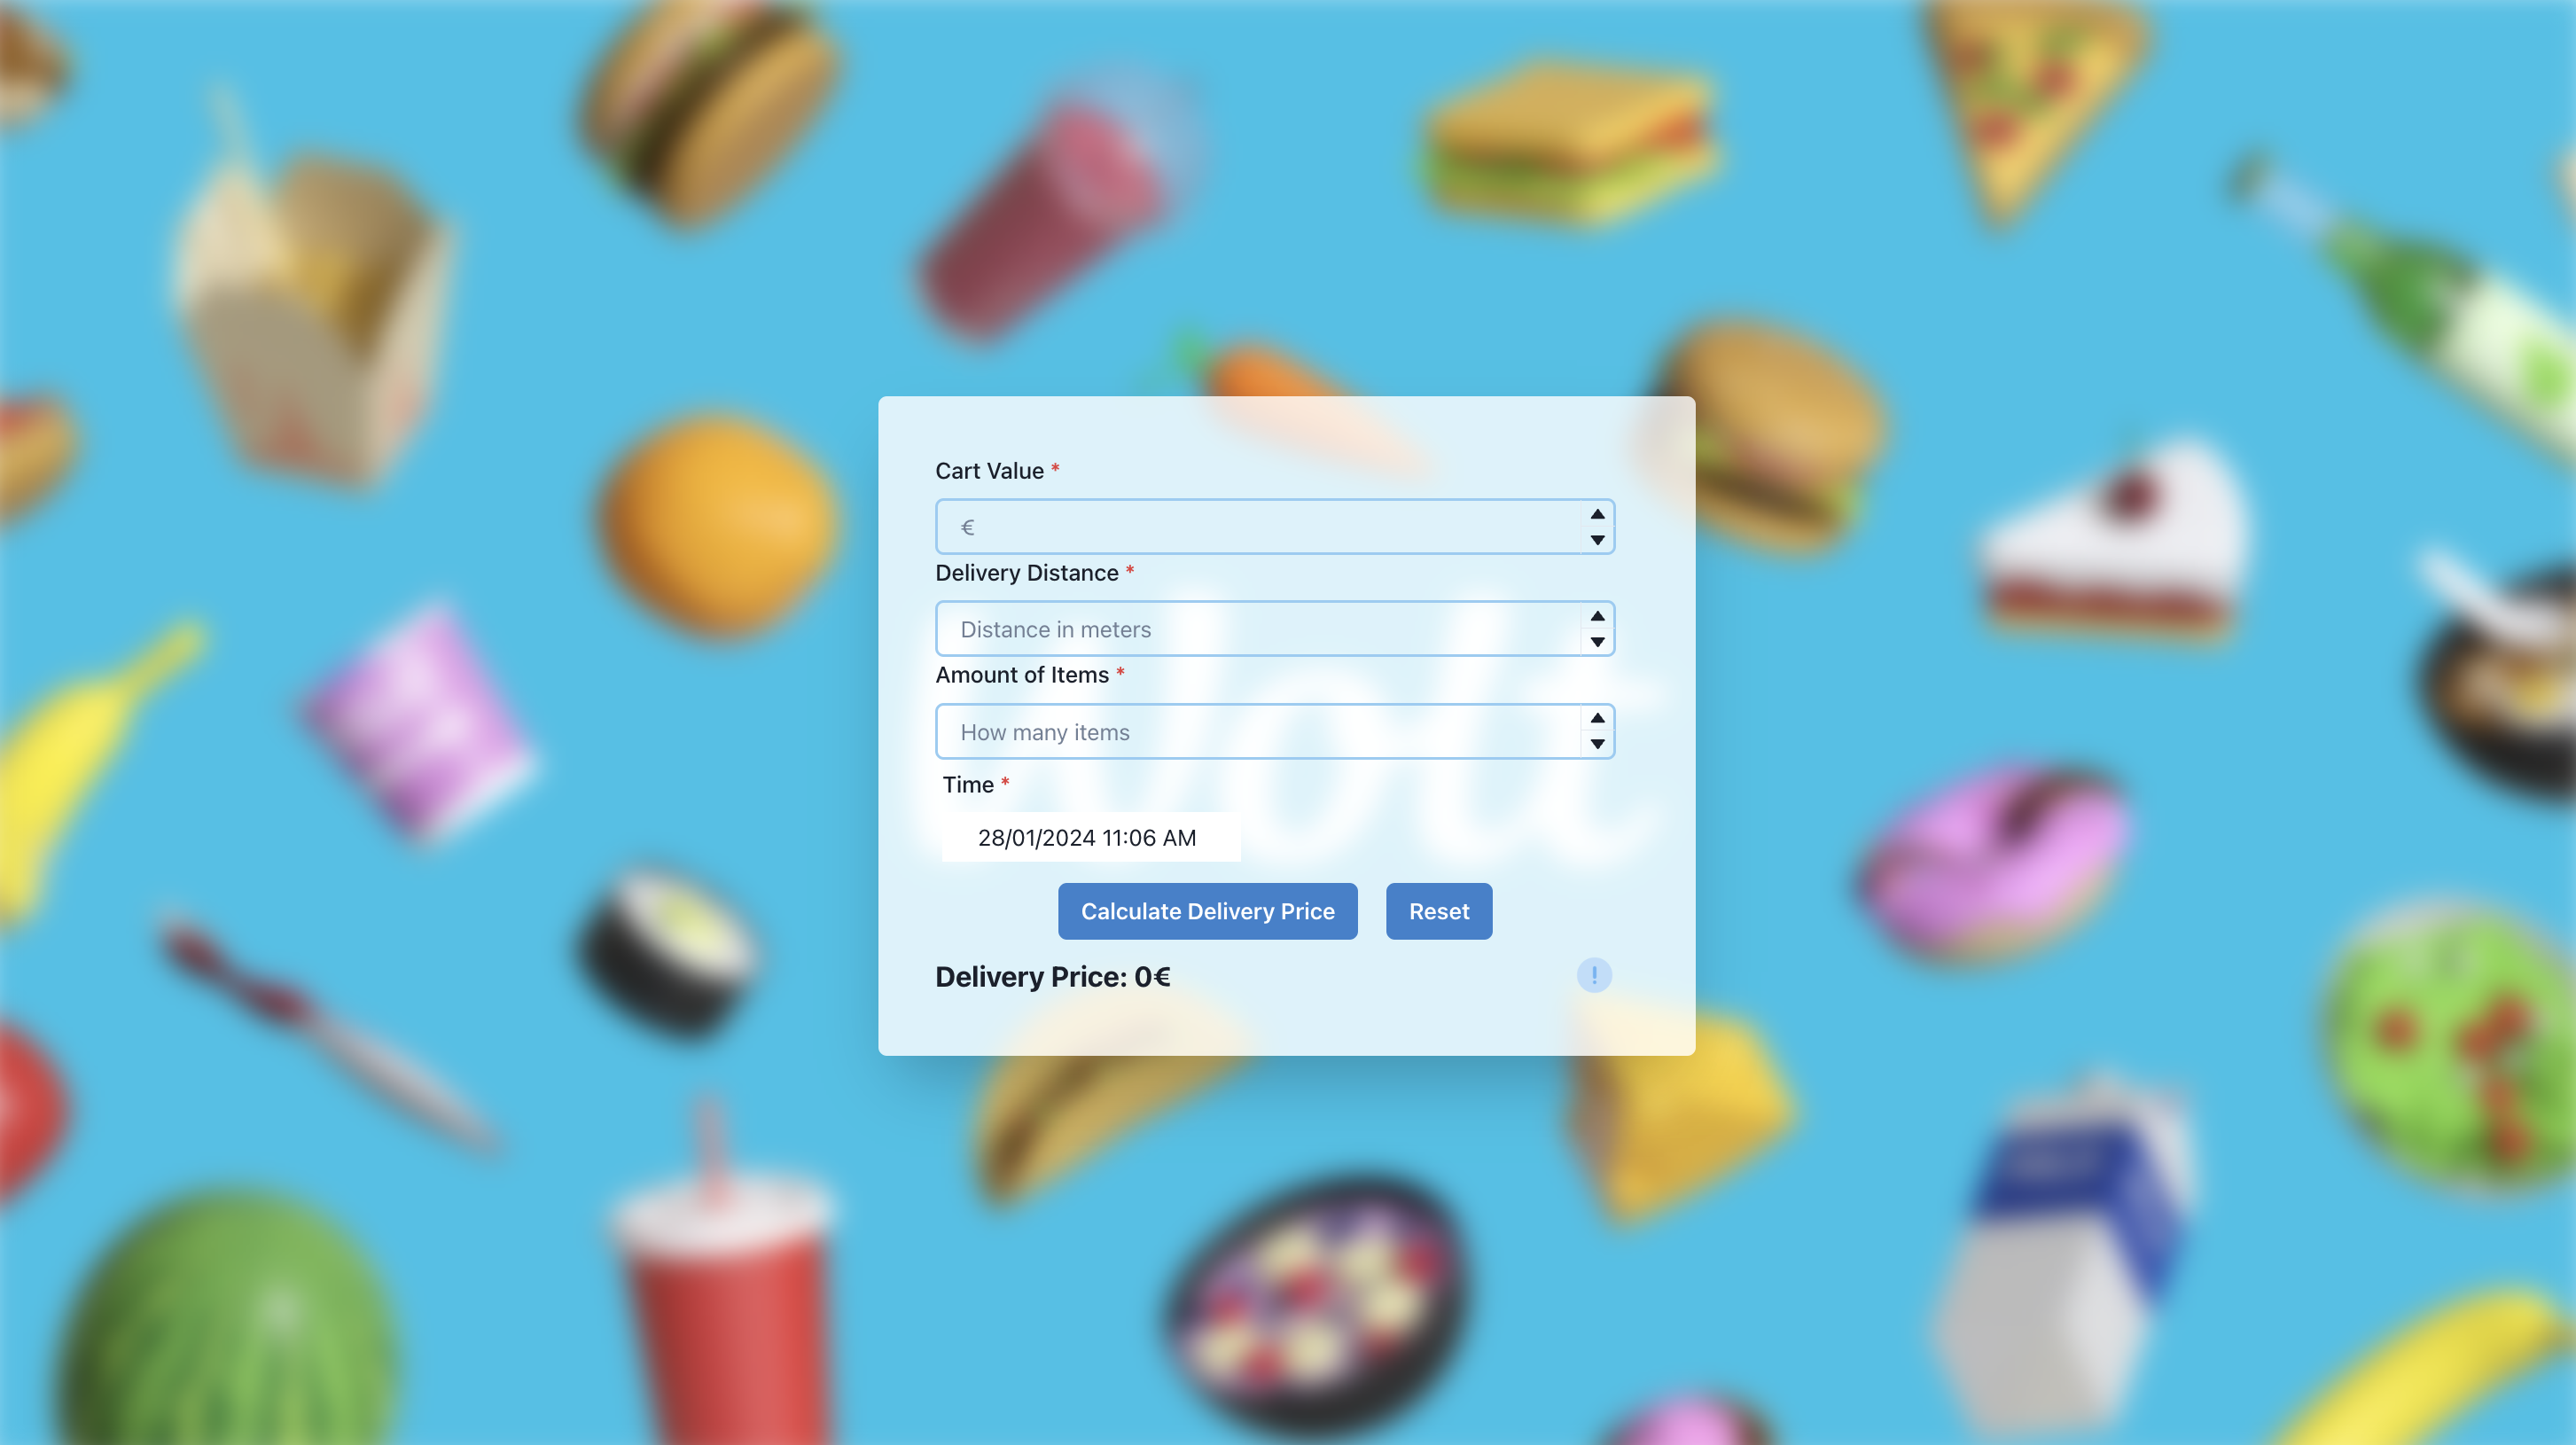 Cart Value *
€
Delivery Distance *
Distance in meters
Amount of Items *
How many items
Time *
28/01/2024 11:06 AM
Calculate Delivery Price
Reset
Delivery Price: 0€
!
Wolt